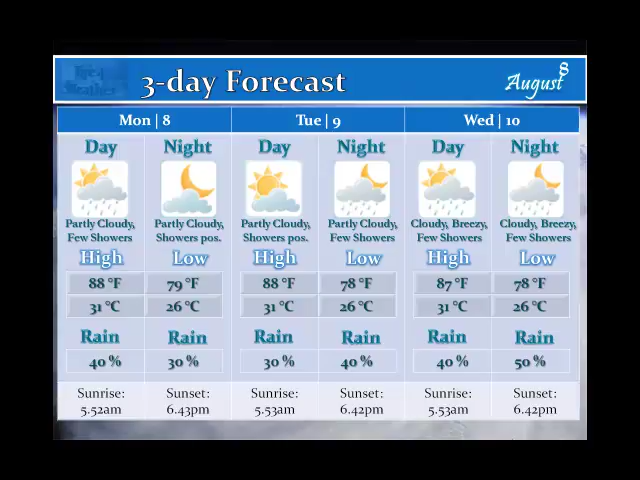 3-day Forecast
August 8
Mon | 8 Tue | 9 Wed | 10
Day Night Day Night Day Night
Partly Cloudy, Few Showers
Partly Cloudy, Showers pos.
Partly Cloudy, Showers pos.
Partly Cloudy, Few Showers
Cloudy, Breezy, Few Showers
Cloudy, Breezy, Few Showers
High Low High Low High Low
88 °F 79 °F 88 °F 78 °F 87 °F 78 °F
31 °C 26 °C 31 °C 26 °C 31 °C 26 °C
Rain Rain Rain Rain Rain Rain
40 % 30 % 30 % 40 % 40 % 50 %
Sunrise: Sunset: Sunrise: Sunset: Sunrise: Sunset:
5.52am 6.43pm 5.53am 6.42pm 5.53am 6.42pm